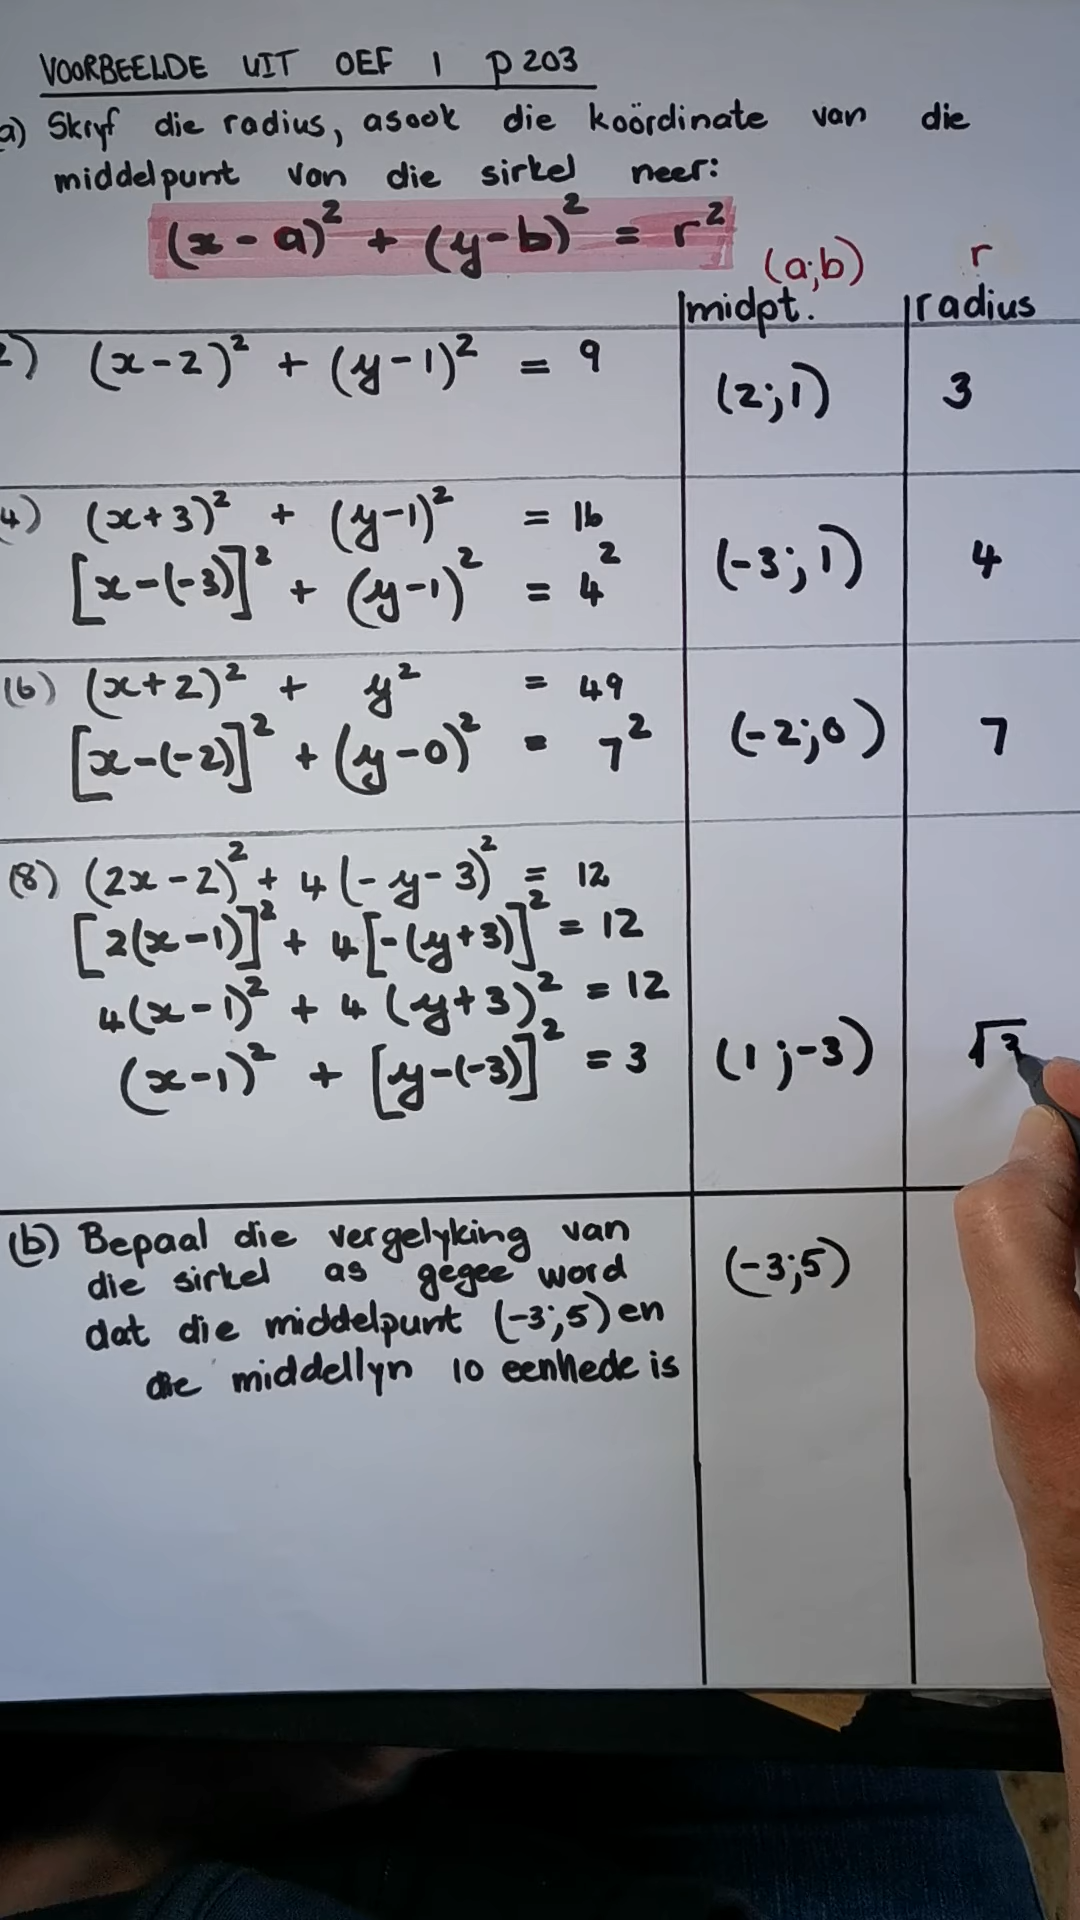 VOORBEELDE UIT OEF 1 p 203
a) Skryf die radius, asook die koördinate van die
middelpunt van die sirkel neer:
(x - a)² + (y - b)² = r²
(a;b) r
midpt. radius
2) (x - 2)² + (y - 1)² = 9 (2;1) 3
4) (x + 3)² + (y - 1)² = 16
[x - (-3)]² + (y - 1)² = 4² (-3;1) 4
(6) (x + 2)² + y² = 49
[x - (-2)]² + (y - 0)² = 7² (-2;0) 7
(8) (2x - 2)² + 4(-y - 3)² = 12
[2(x - 1)]² + 4[-(y + 3)]² = 12
4(x - 1)² + 4(y + 3)² = 12
(x - 1)² + [y - (-3)]² = 3 (1;-3) √3
(b) Bepaal die vergelyking van
die sirkel as gegee word (-3;5)
dat die middelpunt (-3;5) en
die middellyn 10 eenhede is